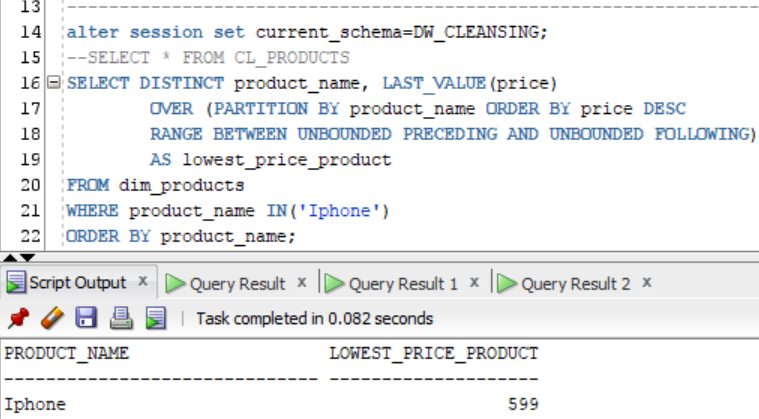 13 --------------------------------------------------------------------
14 alter session set current_schema=DW_CLEANSING;
15 --SELECT * FROM CL_PRODUCTS
16 SELECT DISTINCT product_name, LAST_VALUE(price)
17 OVER (PARTITION BY product_name ORDER BY price DESC
18 RANGE BETWEEN UNBOUNDED PRECEDING AND UNBOUNDED FOLLOWING)
19 AS lowest_price_product
20 FROM dim_products
21 WHERE product_name IN('Iphone')
22 ORDER BY product_name;
Script Output x Query Result x Query Result 1 x Query Result 2 x
Task completed in 0.082 seconds
PRODUCT_NAME LOWEST_PRICE_PRODUCT
------------------------------ --------------------
Iphone 599